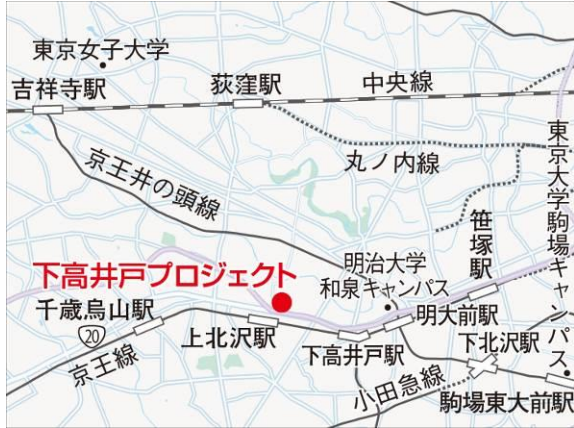 東京女子大学
吉祥寺駅
荻窪駅
中央線
丸ノ内線
東京大学駒場キャンパス
京王井の頭線
笹塚駅
下高井戸プロジェクト
明治大学
和泉キャンパス
千歳烏山駅
20
上北沢駅
明大前駅
下高井戸駅
下北沢駅
京王線
小田急線
駒場東大前駅